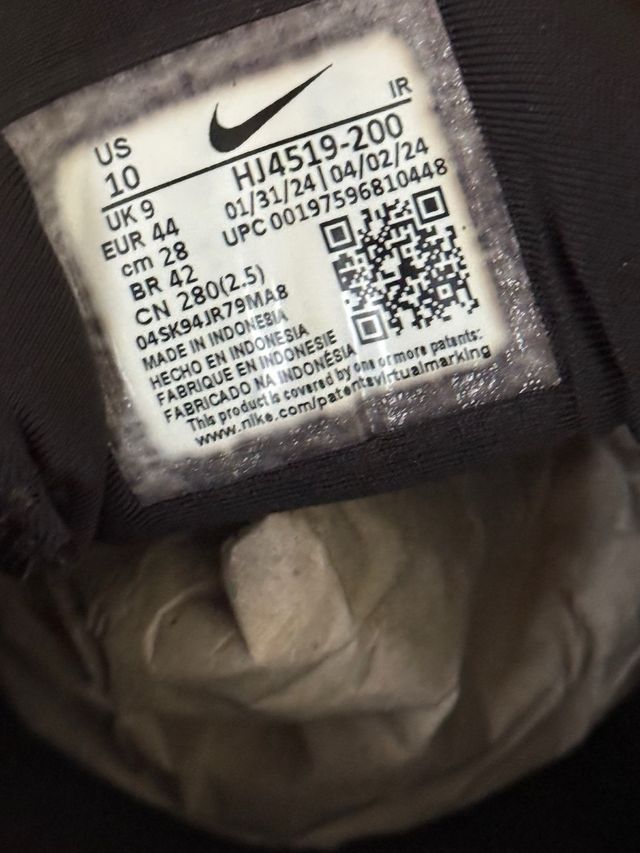 US
10
IR
HJ4519-200
01/31/24|04/02/24
UPC 00197596810448
UK 9
EUR 44
cm 28
BR 42
CN 280(2.5)
04SK94JR79MA8
MADE IN INDONESIA
HECHO EN INDONESIA
FABRIQUE EN INDONESIE
FABRICADO NA INDONÉSIA
This product is covered by one or more patents:
www.nike.com/patentsvirtualmarking